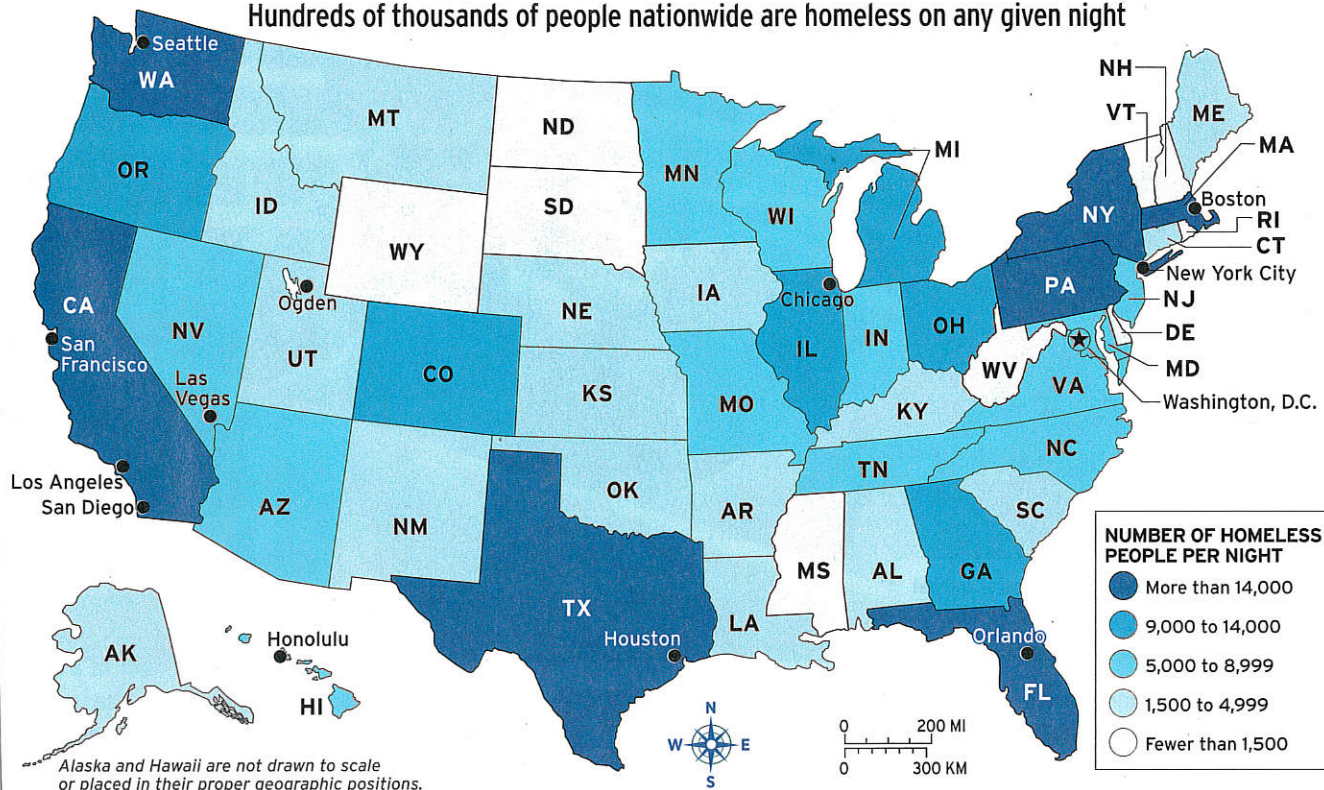 Hundreds of thousands of people nationwide are homeless on any given night
Seattle
WA
MT
ND
MN
OR
ID
WY
SD
WI
MI
NH
VT
ME
MA
NY
Boston
RI
CT
New York City
PA
NJ
DE
MD
Washington, D.C.
CA
San
Francisco
NV
Las
Vegas
Ogden
UT
CO
NE
IA
Chicago
IL
IN
OH
WV
VA
KS
MO
KY
NC
TN
Los Angeles
San Diego
AZ
NM
OK
AR
SC
TX
Houston
LA
MS
AL
GA
Orlando
FL
AK
Honolulu
HI
Alaska and Hawaii are not drawn to scale
or placed in their proper geographic positions.
N
W
E
S
0 200 MI
0 300 KM
NUMBER OF HOMELESS
PEOPLE PER NIGHT
More than 14,000
9,000 to 14,000
5,000 to 8,999
1,500 to 4,999
Fewer than 1,500